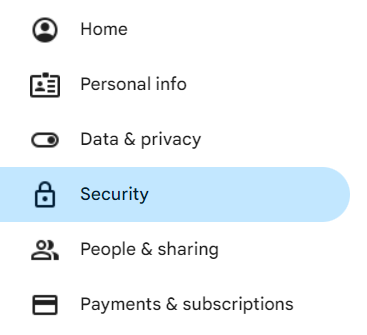 Home
Personal info
Data & privacy
Security
People & sharing
Payments & subscriptions